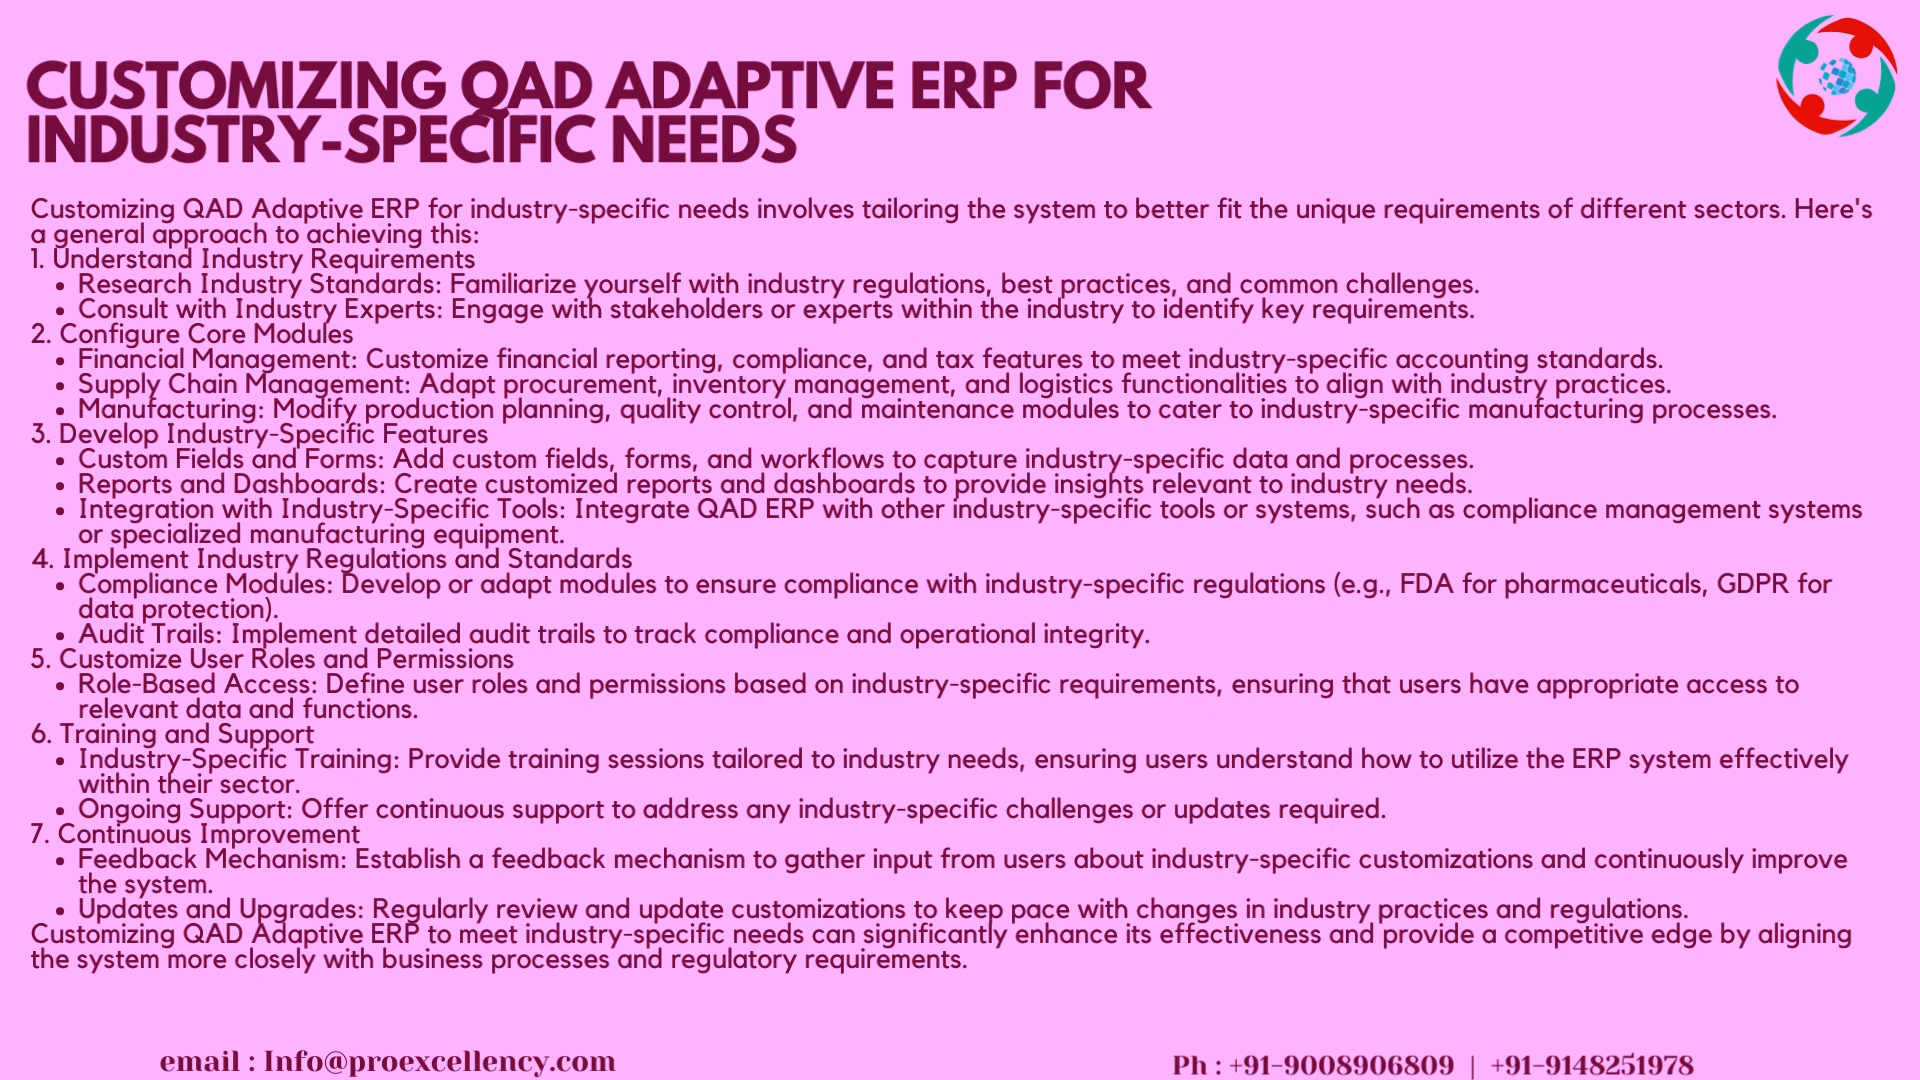 CUSTOMIZING QAD ADAPTIVE ERP FOR
INDUSTRY-SPECIFIC NEEDS
Customizing QAD Adaptive ERP for industry-specific needs involves tailoring the system to better fit the unique requirements of different sectors. Here's
a general approach to achieving this:
1. Understand Industry Requirements
• Research Industry Standards: Familiarize yourself with industry regulations, best practices, and common challenges.
• Consult with Industry Experts: Engage with stakeholders or experts within the industry to identify key requirements.
2. Configure Core Modules
• Financial Management: Customize financial reporting, compliance, and tax features to meet industry-specific accounting standards.
• Supply Chain Management: Adapt procurement, inventory management, and logistics functionalities to align with industry practices.
• Manufacturing: Modify production planning, quality control, and maintenance modules to cater to industry-specific manufacturing processes.
3. Develop Industry-Specific Features
• Custom Fields and Forms: Add custom fields, forms, and workflows to capture industry-specific data and processes.
• Reports and Dashboards: Create customized reports and dashboards to provide insights relevant to industry needs.
• Integration with Industry-Specific Tools: Integrate QAD ERP with other industry-specific tools or systems, such as compliance management systems
or specialized manufacturing equipment.
4. Implement Industry Regulations and Standards
• Compliance Modules: Develop or adapt modules to ensure compliance with industry-specific regulations (e.g., FDA for pharmaceuticals, GDPR for
data protection).
• Audit Trails: Implement detailed audit trails to track compliance and operational integrity.
5. Customize User Roles and Permissions
• Role-Based Access: Define user roles and permissions based on industry-specific requirements, ensuring that users have appropriate access to
relevant data and functions.
6. Training and Support
• Industry-Specific Training: Provide training sessions tailored to industry needs, ensuring users understand how to utilize the ERP system effectively
within their sector.
• Ongoing Support: Offer continuous support to address any industry-specific challenges or updates required.
7. Continuous Improvement
• Feedback Mechanism: Establish a feedback mechanism to gather input from users about industry-specific customizations and continuously improve
the system.
• Updates and Upgrades: Regularly review and update customizations to keep pace with changes in industry practices and regulations.
Customizing QAD Adaptive ERP to meet industry-specific needs can significantly enhance its effectiveness and provide a competitive edge by aligning
the system more closely with business processes and regulatory requirements.
email : Info@proexcellency.com
Ph : +91-9008906809 | +91-9148251978